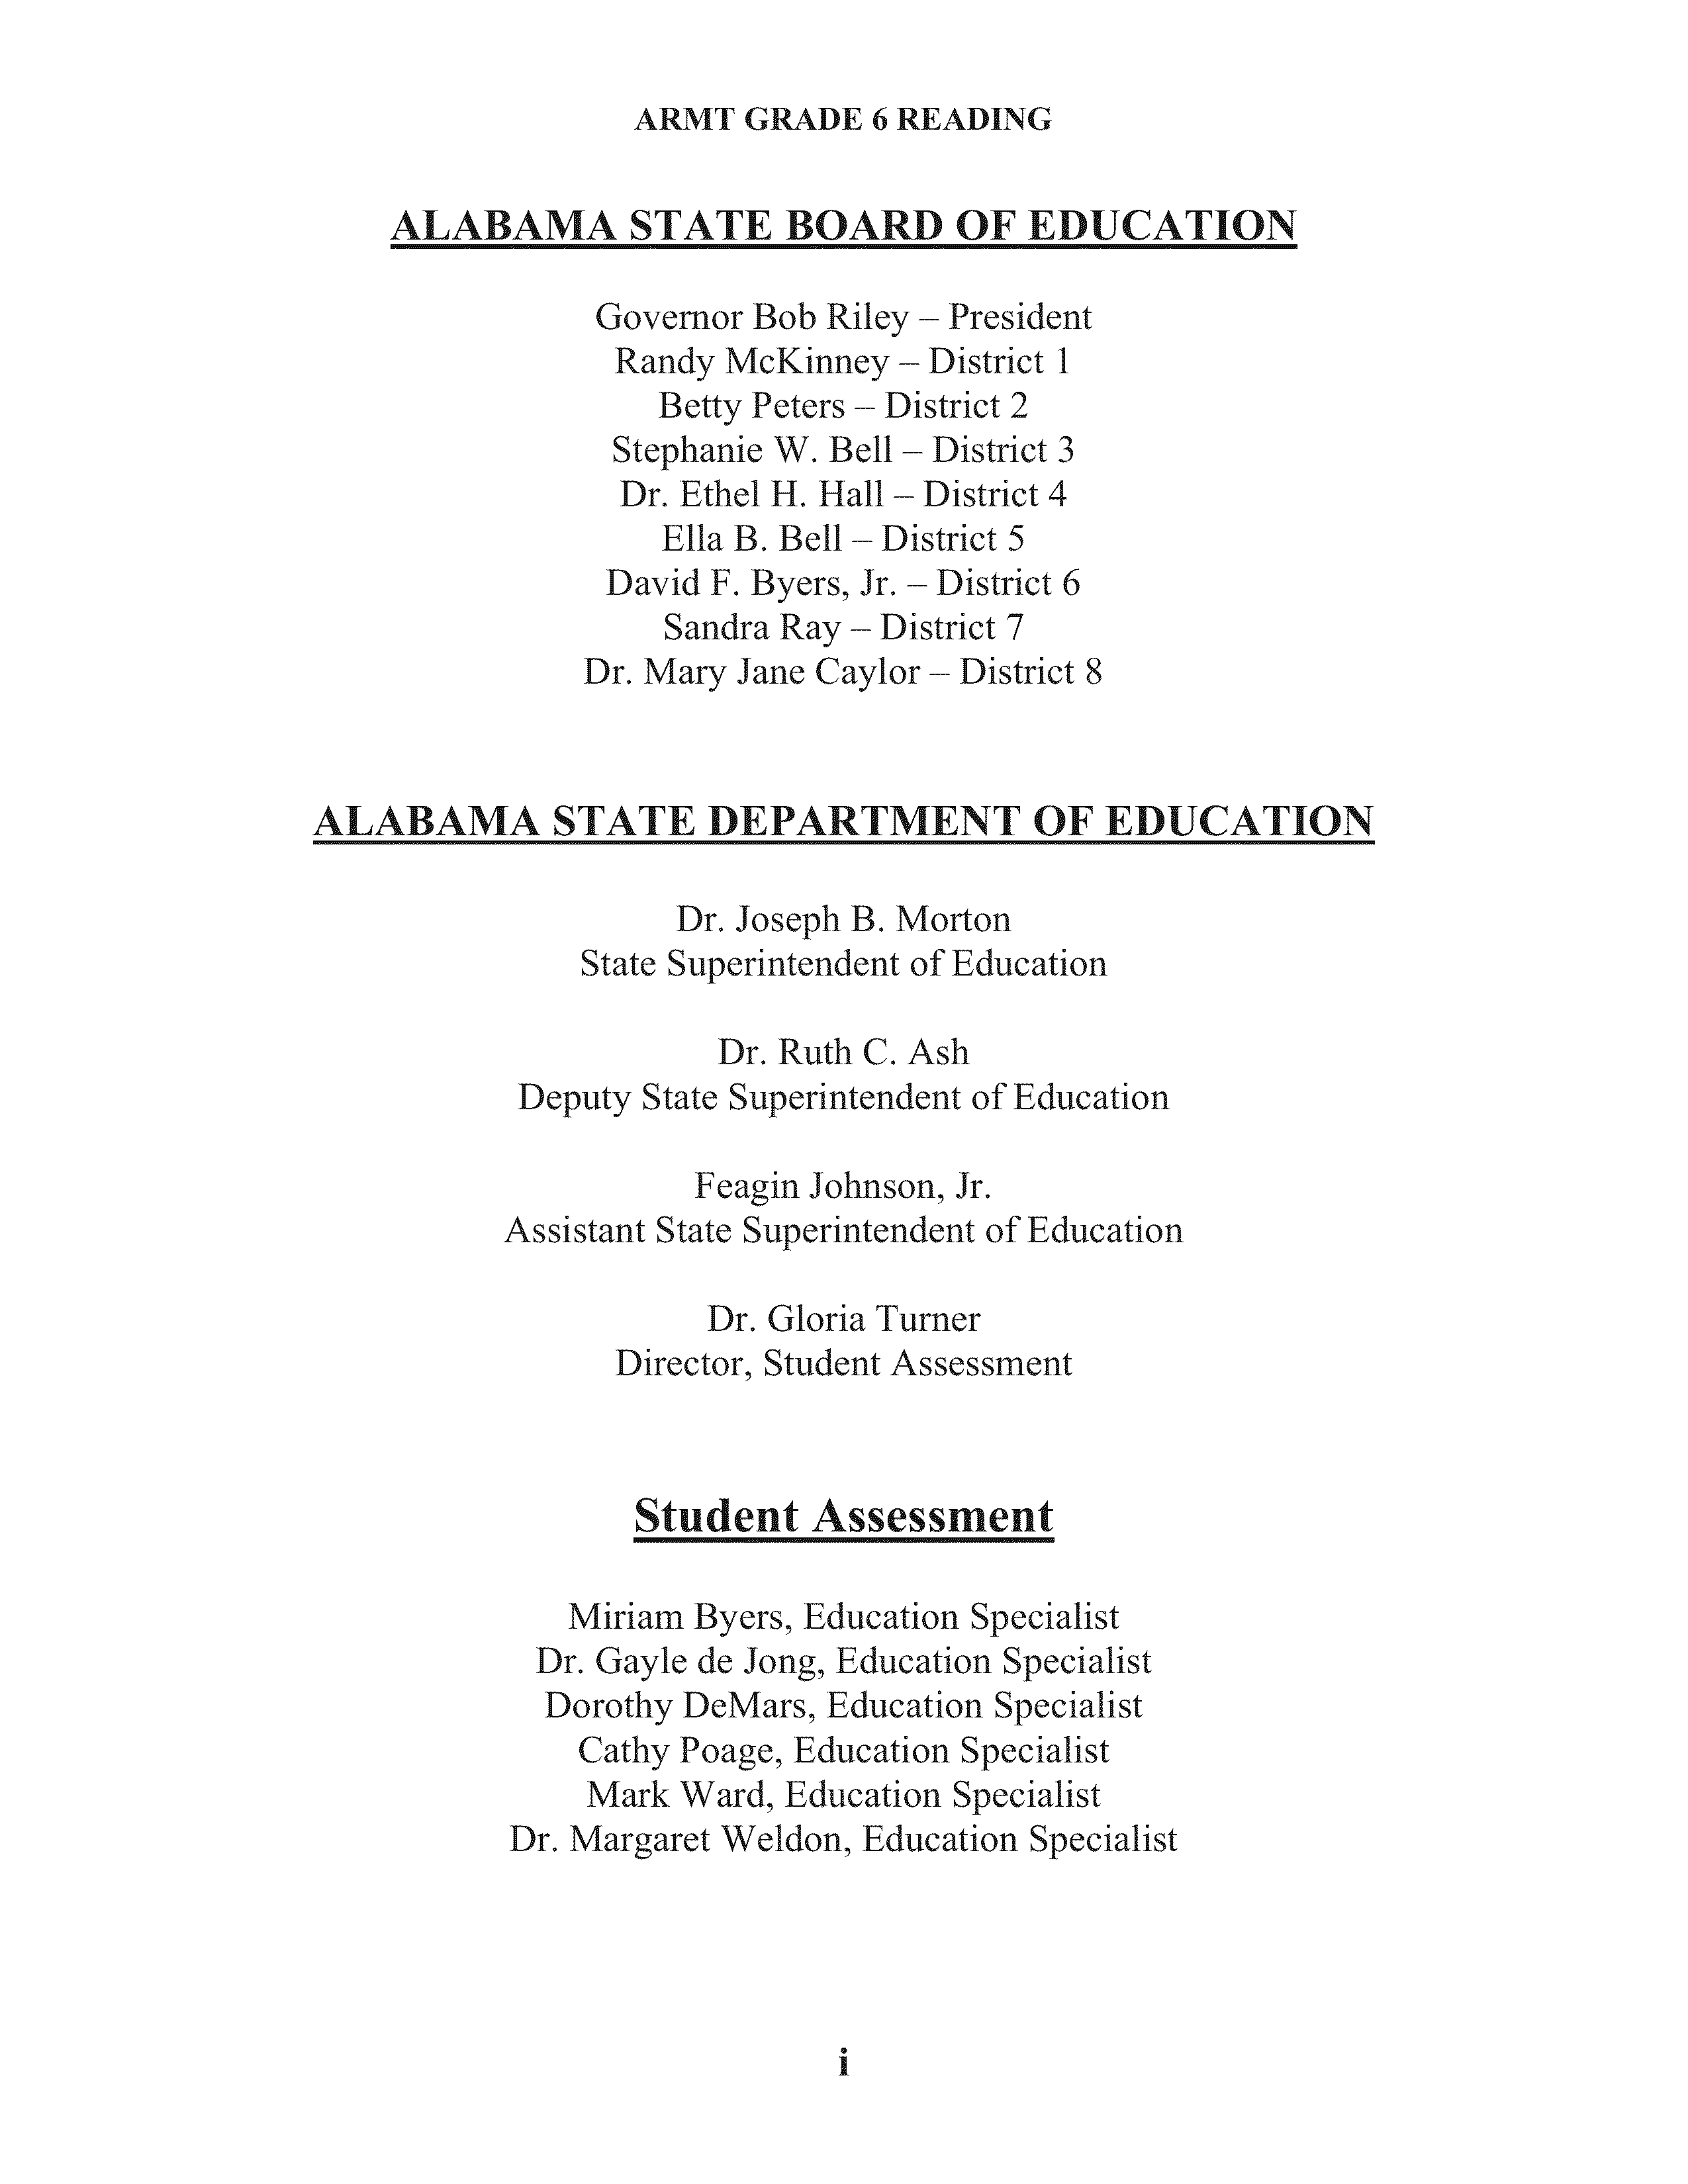 ARMT GRADE 6 READING
ALABAMA STATE BOARD OF EDUCATION
Governor Bob Riley – President
Randy McKinney – District 1
Betty Peters – District 2
Stephanie W. Bell – District 3
Dr. Ethel H. Hall – District 4
Ella B. Bell – District 5
David F. Byers, Jr. – District 6
Sandra Ray – District 7
Dr. Mary Jane Caylor – District 8
ALABAMA STATE DEPARTMENT OF EDUCATION
Dr. Joseph B. Morton
State Superintendent of Education
Dr. Ruth C. Ash
Deputy State Superintendent of Education
Feagin Johnson, Jr.
Assistant State Superintendent of Education
Dr. Gloria Turner
Director, Student Assessment
Student Assessment
Miriam Byers, Education Specialist
Dr. Gayle de Jong, Education Specialist
Dorothy DeMars, Education Specialist
Cathy Poage, Education Specialist
Mark Ward, Education Specialist
Dr. Margaret Weldon, Education Specialist
i